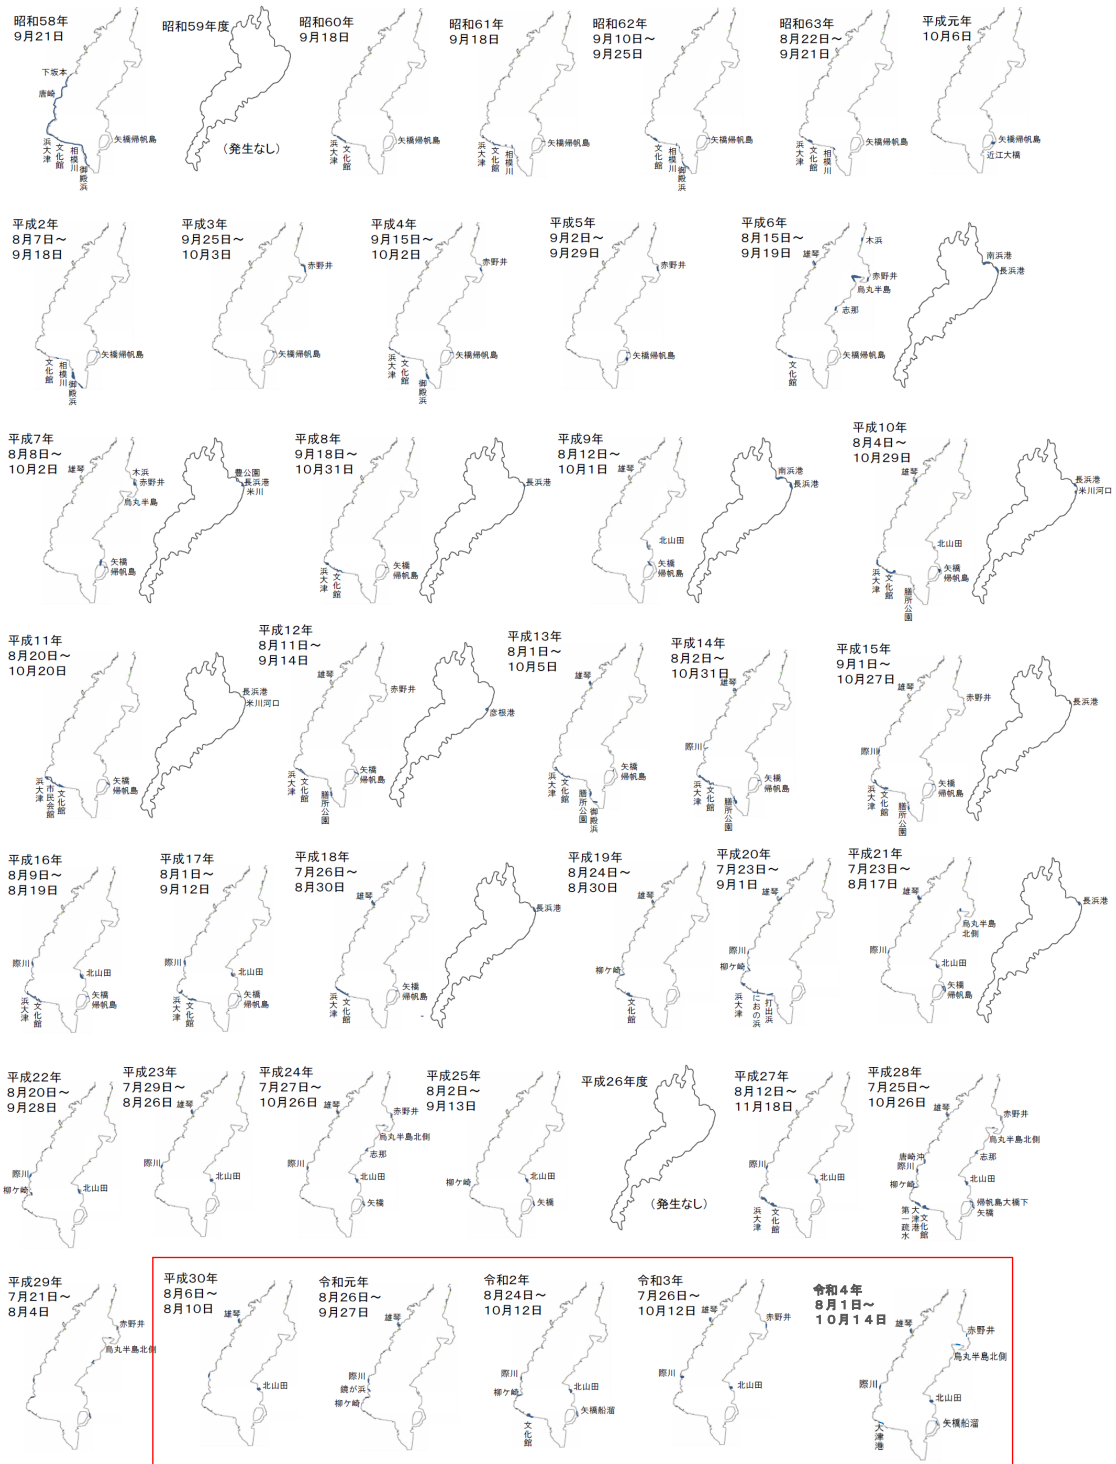 昭和58年
9月21日
下坂本
唐崎
浜大津
文化館
相模川
御殿浜
矢橋帰帆島
昭和59年度
(発生なし)
昭和60年
9月18日
浜大津
文化館
矢橋帰帆島
昭和61年
9月18日
浜大津
文化館
相模川
矢橋帰帆島
昭和62年
9月10日～
9月25日
文化館
相模川
御殿浜
矢橋帰帆島
昭和63年
8月22日～
9月21日
浜大津
文化館
相模川
矢橋帰帆島
平成元年
10月6日
矢橋帰帆島
近江大橋
平成2年
8月7日～
9月18日
文化館
相模川
御殿浜
矢橋帰帆島
平成3年
9月25日～
10月3日
赤野井
矢橋帰帆島
平成4年
9月15日～
10月2日
赤野井
浜大津
文化館
御殿浜
矢橋帰帆島
平成5年
9月2日～
9月29日
赤野井
矢橋帰帆島
平成6年
8月15日～
9月19日
木浜
雄琴
赤野井
烏丸半島
志那
矢橋帰帆島
文化館
南浜港
長浜港
平成7年
8月8日～
10月2日
雄琴
木浜
赤野井
烏丸半島
矢橋
帰帆島
豊公園
長浜港
米川
平成8年
9月18日～
10月31日
浜大津
文化館
矢橋
帰帆島
長浜港
平成9年
8月12日～
10月1日
雄琴
北山田
矢橋
帰帆島
南浜港
長浜港
平成10年
8月4日～
10月29日
雄琴
北山田
矢橋
帰帆島
浜大津
文化館
膳所公園
長浜港
米川河口
平成11年
8月20日～
10月20日
浜大津
市民会館
文化館
矢橋
帰帆島
長浜港
米川河口
平成12年
8月11日～
9月14日
雄琴
赤野井
浜大津
文化館
膳所公園
矢橋
帰帆島
彦根港
平成13年
8月1日～
10月5日
雄琴
浜大津
文化館
膳所公園
御殿浜
矢橋
帰帆島
平成14年
8月2日～
10月31日
雄琴
際川
浜大津
文化館
膳所公園
矢橋
帰帆島
平成15年
9月1日～
10月27日
雄琴
赤野井
際川
浜大津
文化館
膳所公園
矢橋
帰帆島
長浜港
平成16年
8月9日～
8月19日
際川
北山田
浜大津
文化館
矢橋
帰帆島
平成17年
8月1日～
9月12日
際川
北山田
浜大津
文化館
矢橋
帰帆島
平成18年
7月26日～
8月30日
雄琴
浜大津
文化館
矢橋
帰帆島
長浜港
平成19年
8月24日～
8月30日
雄琴
柳ケ崎
文化館
平成20年
7月23日～
9月1日
雄琴
際川
柳ケ崎
浜大津
におの浜
打出浜
平成21年
7月23日～
8月17日
雄琴
烏丸半島
北側
際川
北山田
矢橋
帰帆島
長浜港
平成22年
8月20日～
9月28日
際川
柳ケ崎
北山田
平成23年
7月29日～
8月26日
雄琴
際川
北山田
平成24年
7月27日～
10月26日
雄琴
赤野井
烏丸半島北側
志那
際川
北山田
矢橋
平成25年
8月2日～
9月13日
柳ケ崎
北山田
矢橋
平成26年度
(発生なし)
平成27年
8月12日～
11月18日
際川
北山田
浜大津
文化館
平成28年
7月25日～
10月26日
雄琴
赤野井
烏丸半島北側
志那
唐崎沖
際川
柳ケ崎
北山田
帰帆島大橋下
矢橋
第一疏水
大津港
文化館
平成29年
7月21日～
8月4日
赤野井
烏丸半島北側
平成30年
8月6日～
8月10日
雄琴
北山田
令和元年
8月26日～
9月27日
雄琴
際川
鏡が浜
柳ケ崎
令和2年
8月24日～
10月12日
際川
柳ケ崎
北山田
矢橋船溜
文化館
令和3年
7月26日～
10月12日
雄琴
赤野井
際川
北山田
令和4年
8月1日～
10月14日
雄琴
赤野井
烏丸半島北側
際川
北山田
矢橋船溜
大津港